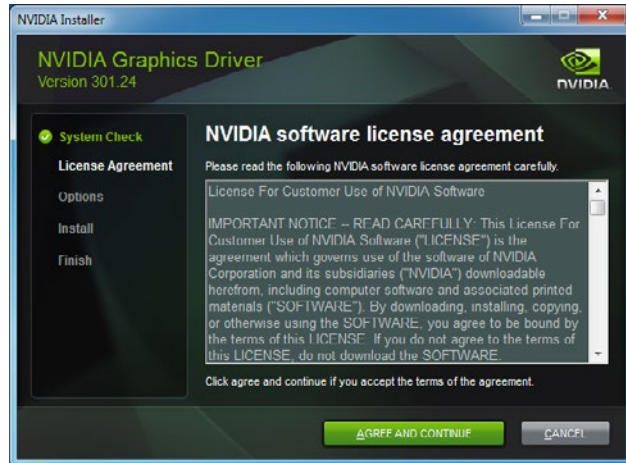 NVIDIA Installer
NVIDIA Graphics Driver
Version 301.24
NVIDIA
System Check
License Agreement
Options
Install
Finish
NVIDIA software license agreement
Please read the following NVIDIA software license agreement carefully.
License For Customer Use of NVIDIA Software
IMPORTANT NOTICE -- READ CAREFULLY: This License For
Customer Use of NVIDIA Software ("LICENSE") is the
agreement which governs use of the software of NVIDIA
Corporation and its subsidiaries ("NVIDIA") downloadable
herefrom, including computer software and associated printed
materials ("SOFTWARE"). By downloading, installing, copying,
or otherwise using the SOFTWARE, you agree to be bound by
the terms of this LICENSE. If you do not agree to the terms of
this LICENSE, do not download the SOFTWARE.
Click agree and continue if you accept the terms of the agreement.
AGREE AND CONTINUE
CANCEL